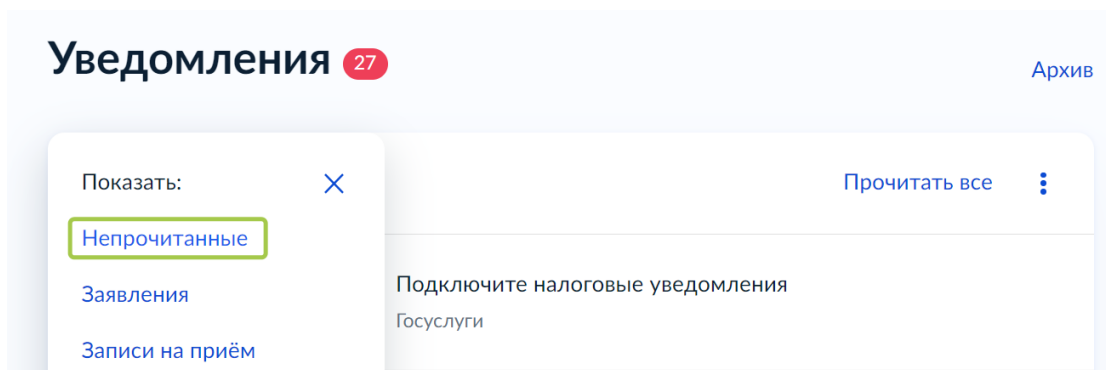 Уведомления 27
Архив
Показать:
Прочитать все
Непрочитанные
Заявления
Подключите налоговые уведомления
Госуслуги
Записи на приём